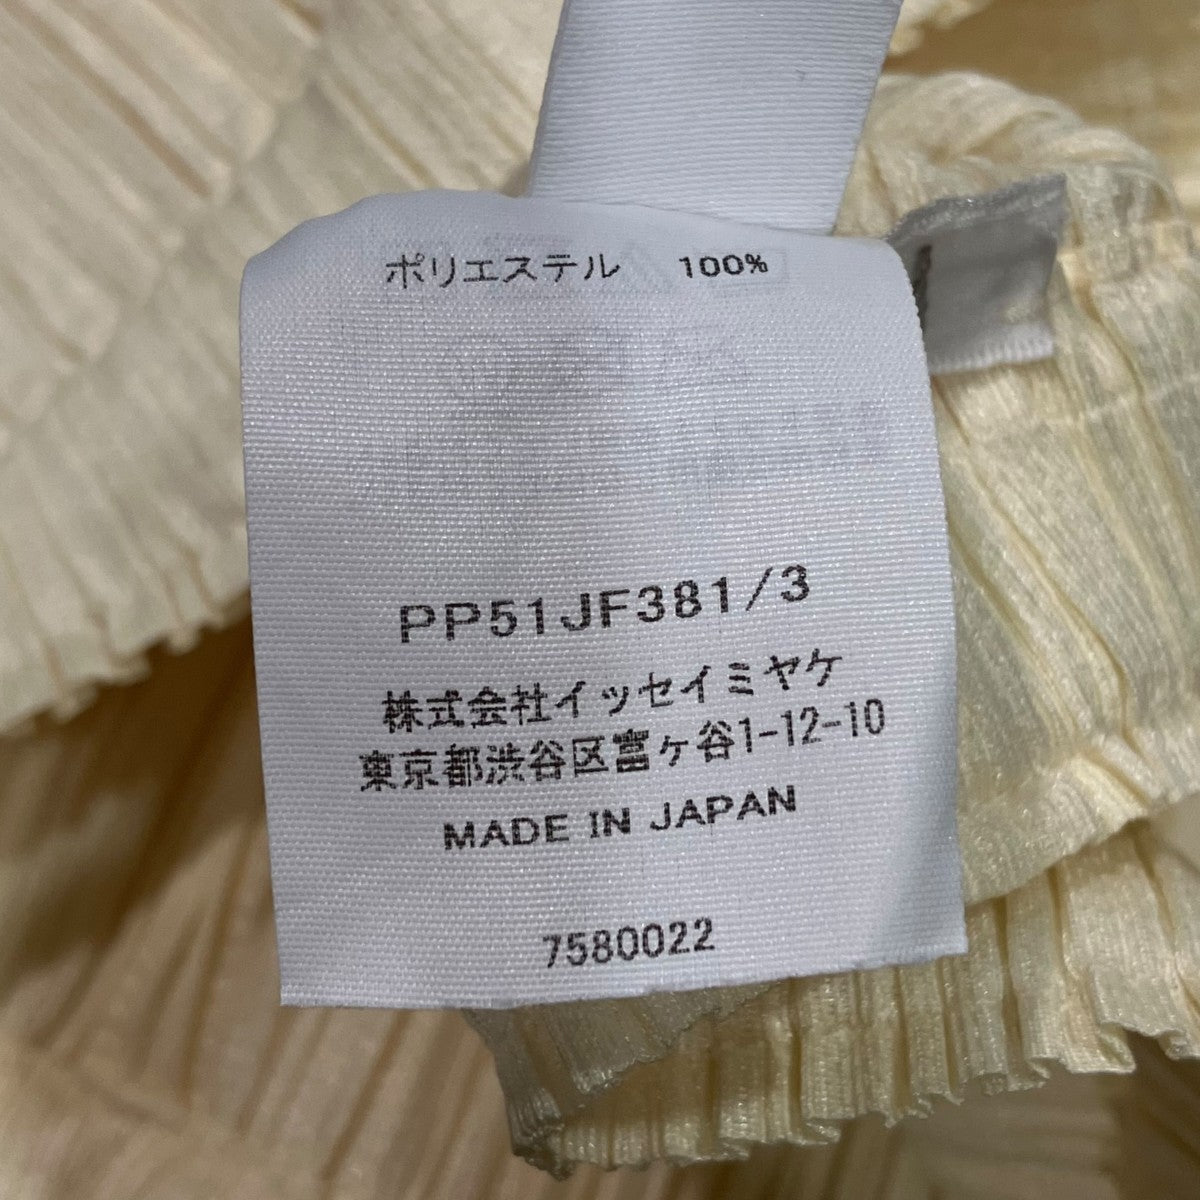 ポリエステル 100%
PP51JF381/3
株式会社イッセイミヤケ
東京都渋谷区富ヶ谷1-12-10
MADE IN JAPAN
7580022